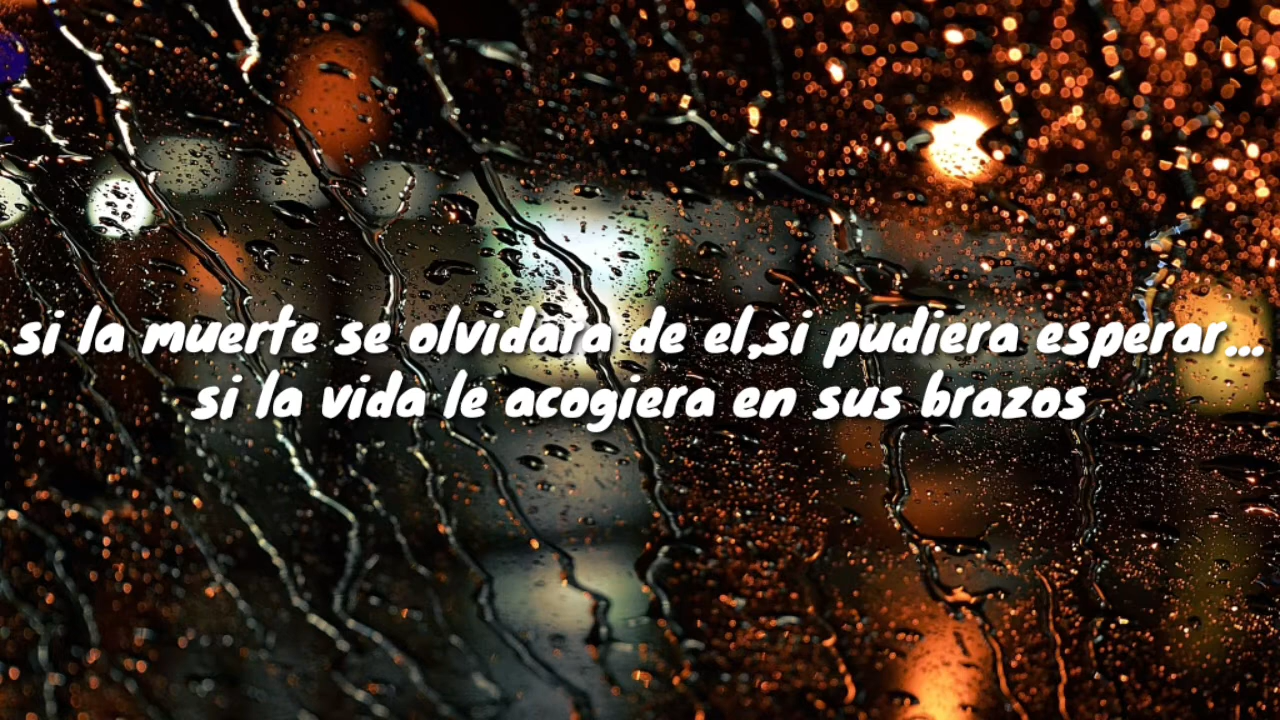 si la muerte se olvidara de el,si pudiera esperar...
si la vida le acogiera en sus brazos